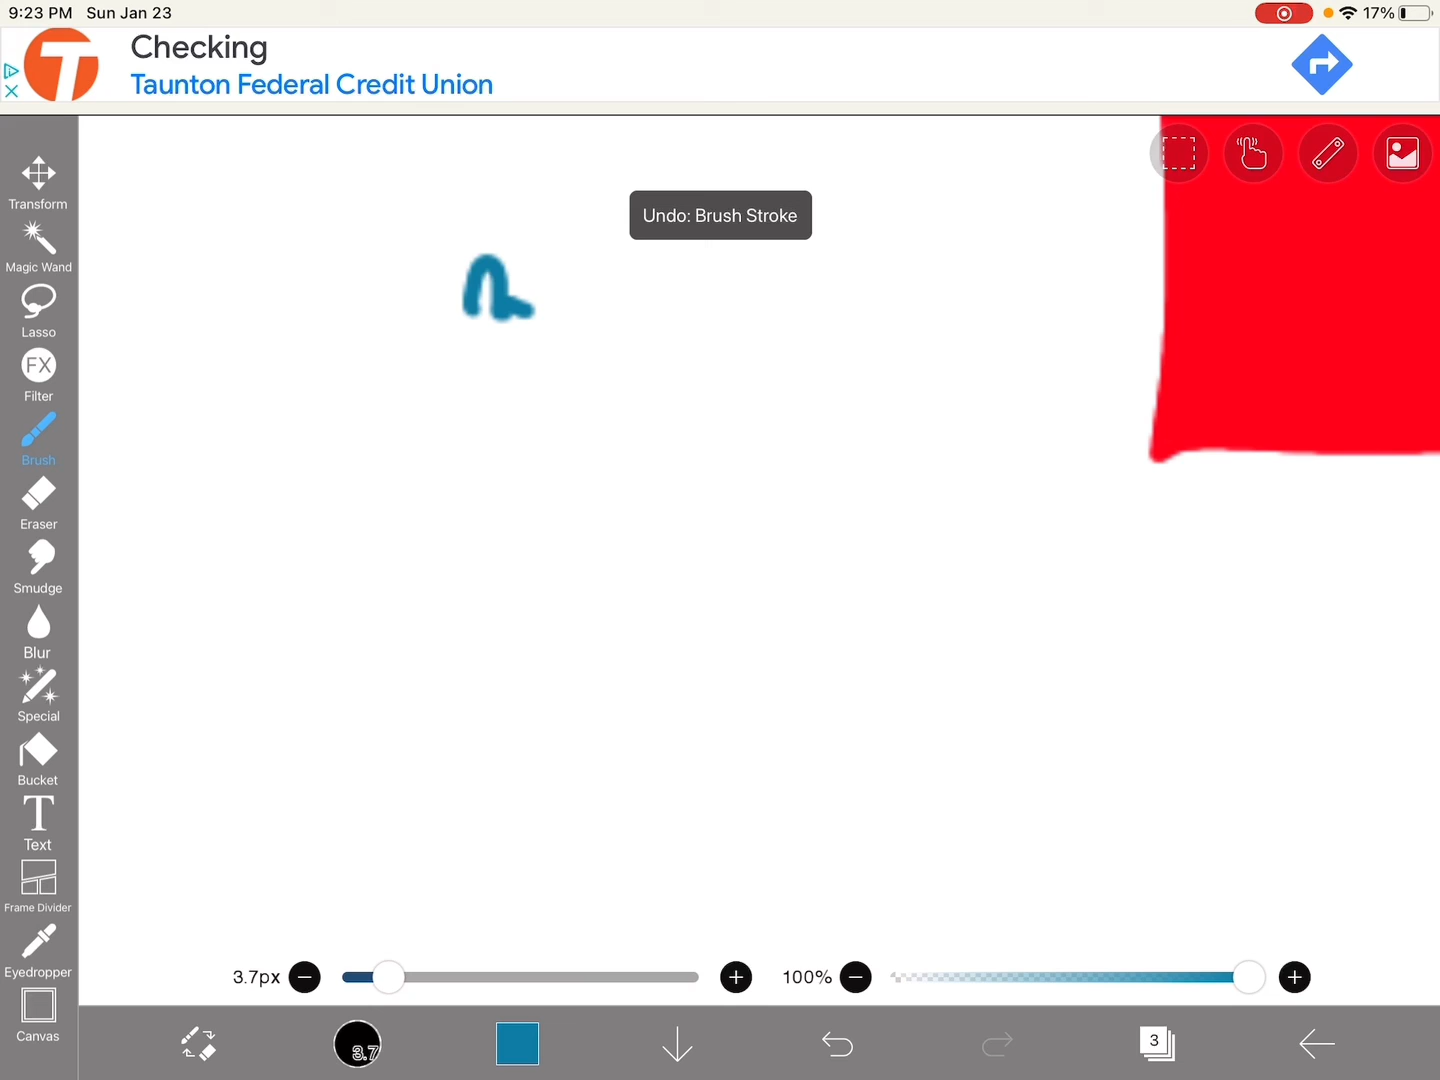 9:23 PM Sun Jan 23
17%
T
Checking
Taunton Federal Credit Union
Undo: Brush Stroke
Transform
Magic Wand
Lasso
FX
Filter
Brush
Eraser
Smudge
Blur
Special
Bucket
T
Text
Frame Divider
Eyedropper
Canvas
3.7px
100%
3.7
3